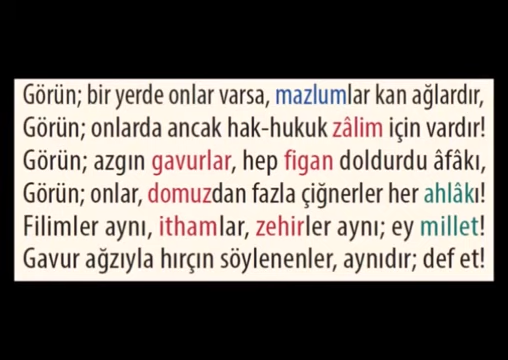 Görün; bir yerde onlar varsa, mazlumlar kan ağlardır,
Görün; onlarda ancak hak-hukuk zâlim için vardır!
Görün; azgın gavurlar, hep figan doldurdu âfâkı,
Görün; onlar, domuzdan fazla çiğnerler her ahlâkı!
Filimler aynı, ithamlar, zehirler aynı; ey millet!
Gavur ağzıyla hırçın söylenenler, aynıdır; def et!